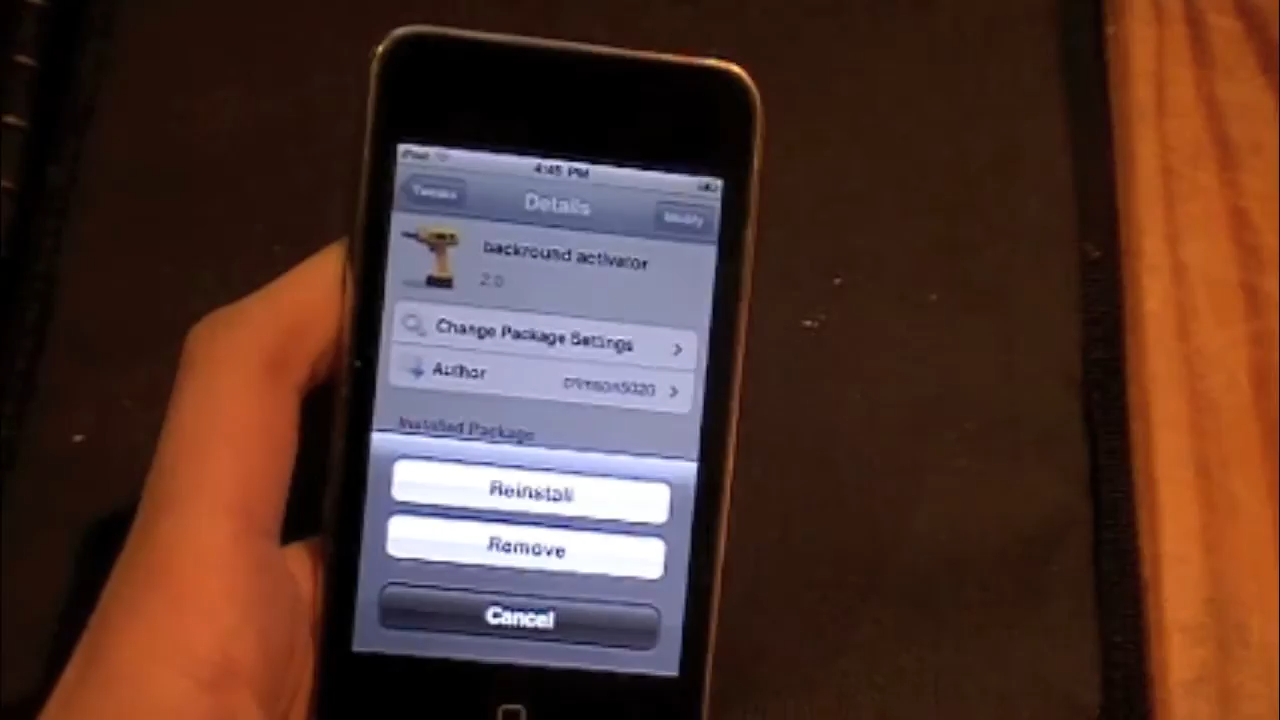 iPod
4:45 PM
Tweaks
Details
Modify
backround activator
2.0
Change Package Settings
Author
Installed Package
Reinstall
Remove
Cancel